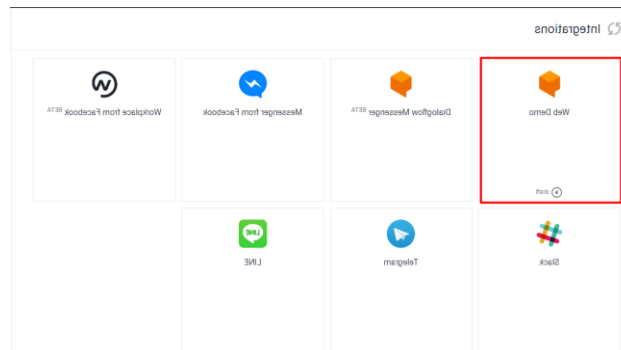 Integrations
Web Demo
Dialogflow Messenger BETA
Messenger from Facebook
Workplace from Facebook BETA
draft
Slack
Telegram
LINE
LINE